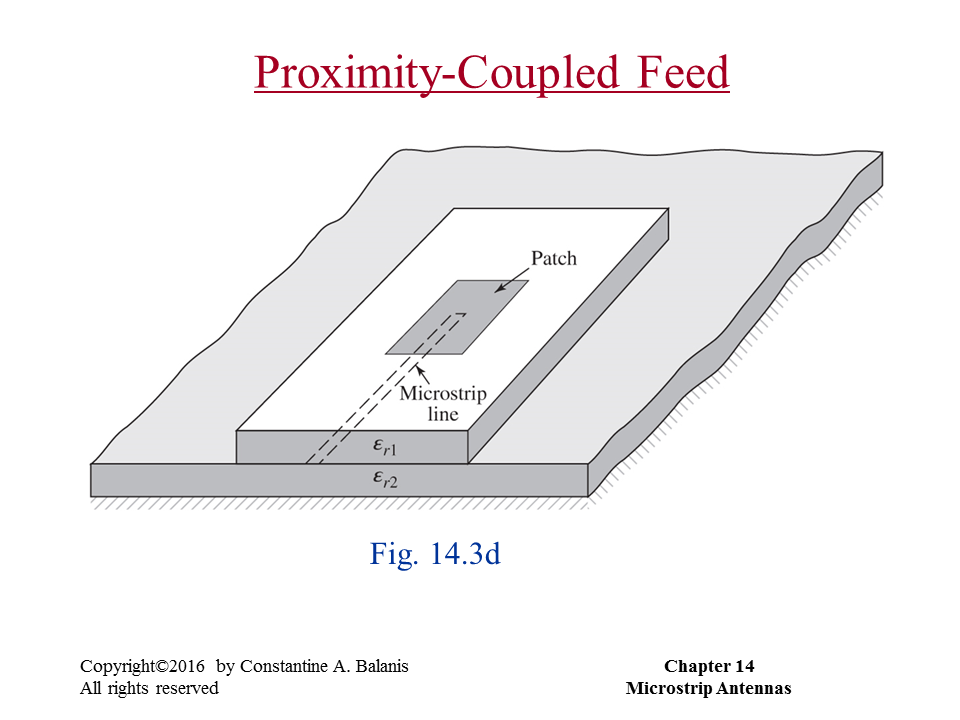 Proximity-Coupled Feed
Patch
Microstrip
line
εr1
εr2
Fig. 14.3d
Copyright©2016 by Constantine A. Balanis
All rights reserved
Chapter 14
Microstrip Antennas